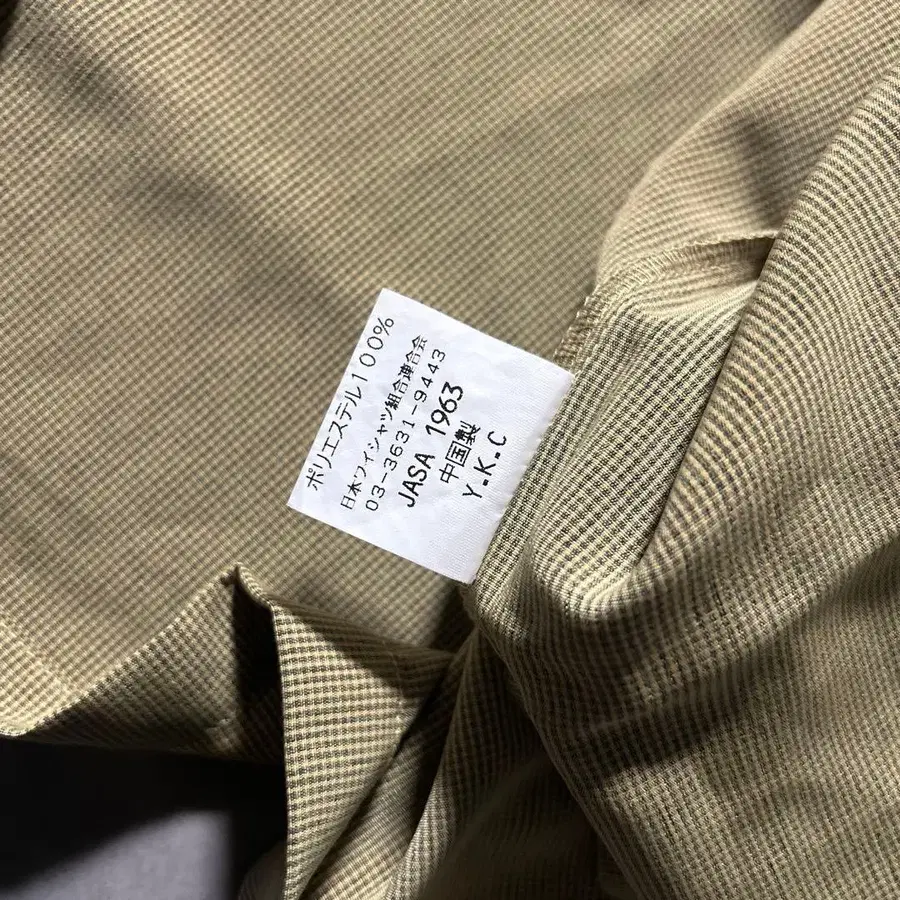 ポリエステル100%
日本ワイシャツ組合連合会
03-3631-9443
JASA 1963
中国製
Y.K.C